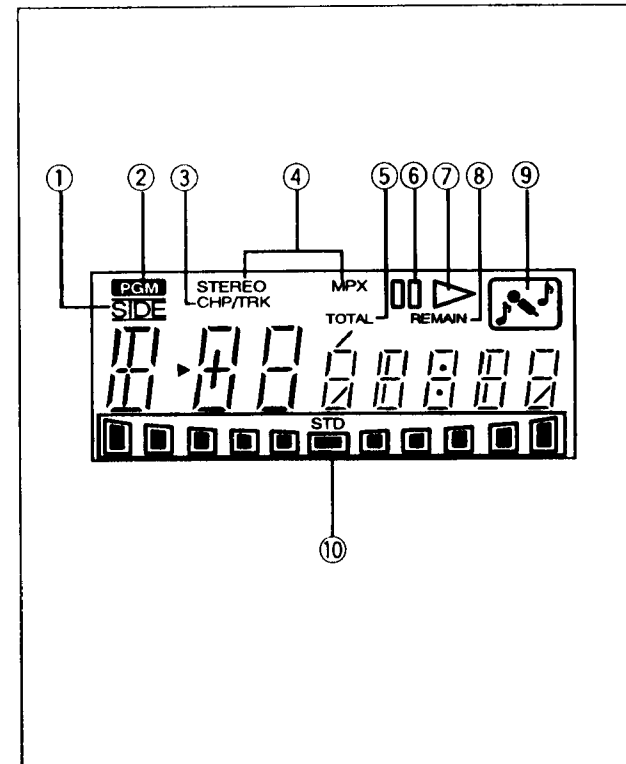 ① ② ③ ④ ⑤ ⑥ ⑦ ⑧ ⑨
PGM STEREO MPX
SIDE CHP/TRK TOTAL REMAIN
STD
⑩